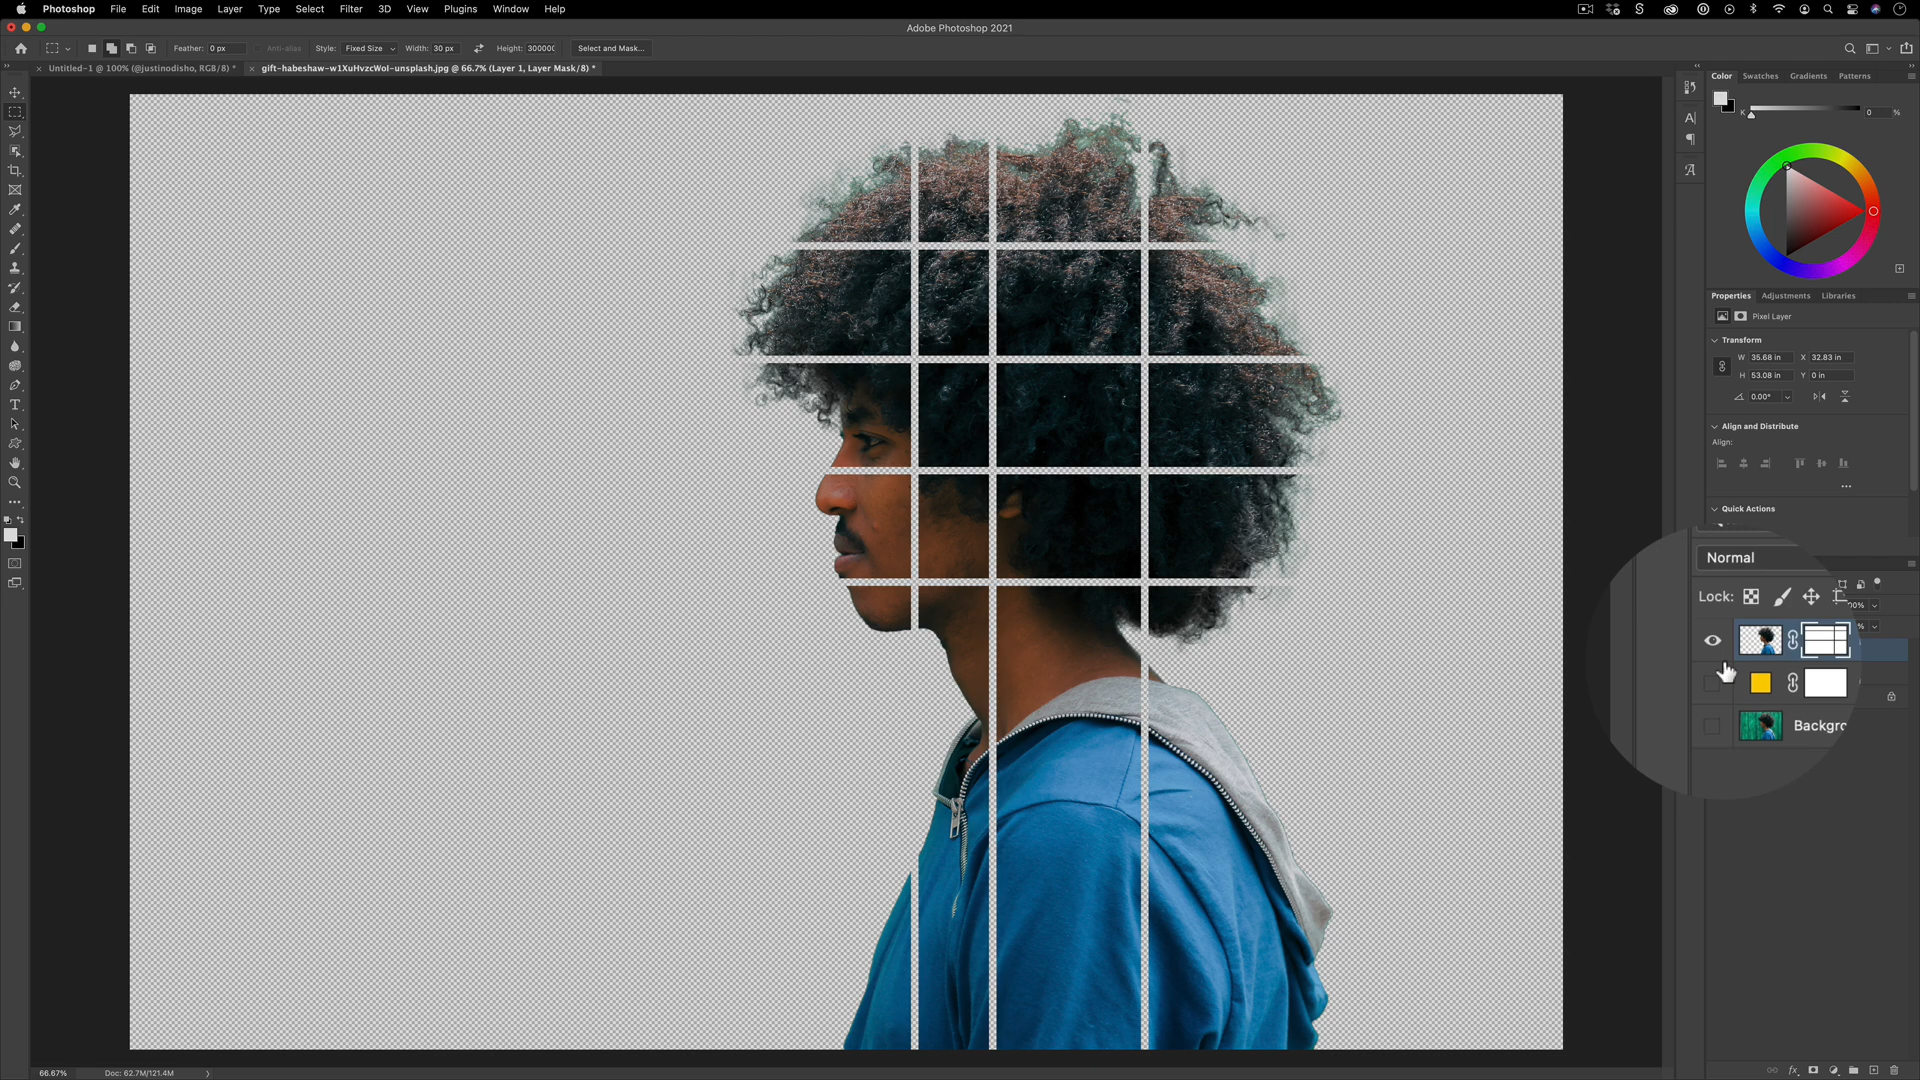 Photoshop File Edit Image Layer Type Select Filter 3D View Plugins Window Help
Adobe Photoshop 2021
Feather: 0 px Anti-alias Style: Fixed Size Width: 30 px Height: Select and Mask...
× Untitled-1 @ 100% (@justinodisho, RGB/8) * × gift-habeshaw-w1XuHvzcWoI-unsplash.jpg @ 66.7% (Layer 1, Layer Mask/8) *
Color Swatches Gradients Patterns
K 0 %
Properties Adjustments Libraries
Pixel Layer
Transform
W 35.68 in X 32.83 in
H 53.08 in Y 0 in
0.00°
Align and Distribute
Align:
Quick Actions
Normal
Lock:
Backgro
66.67% Doc: 62.7M/121.4M